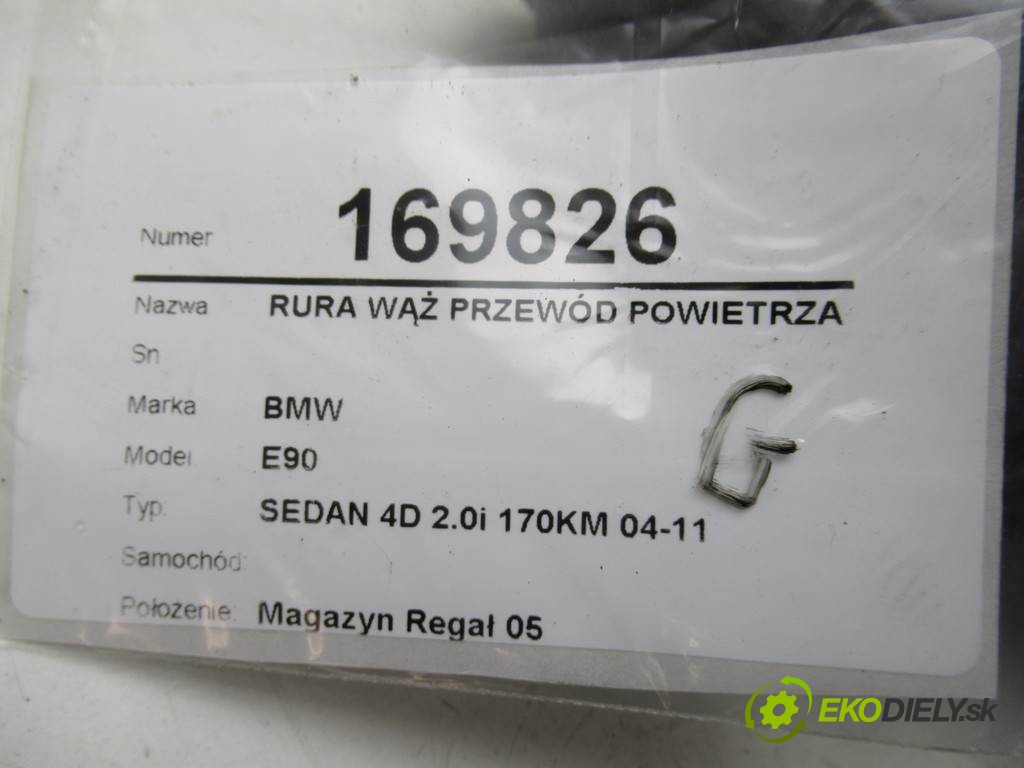 Numer 169826
Nazwa RURA WĄŻ PRZEWÓD POWIETRZA
Sn
Marka BMW
Model E90
Typ: SEDAN 4D 2.0i 170KM 04-11
Samochód:
Położenie: Magazyn Regał 05
G
EKODIELY.sk